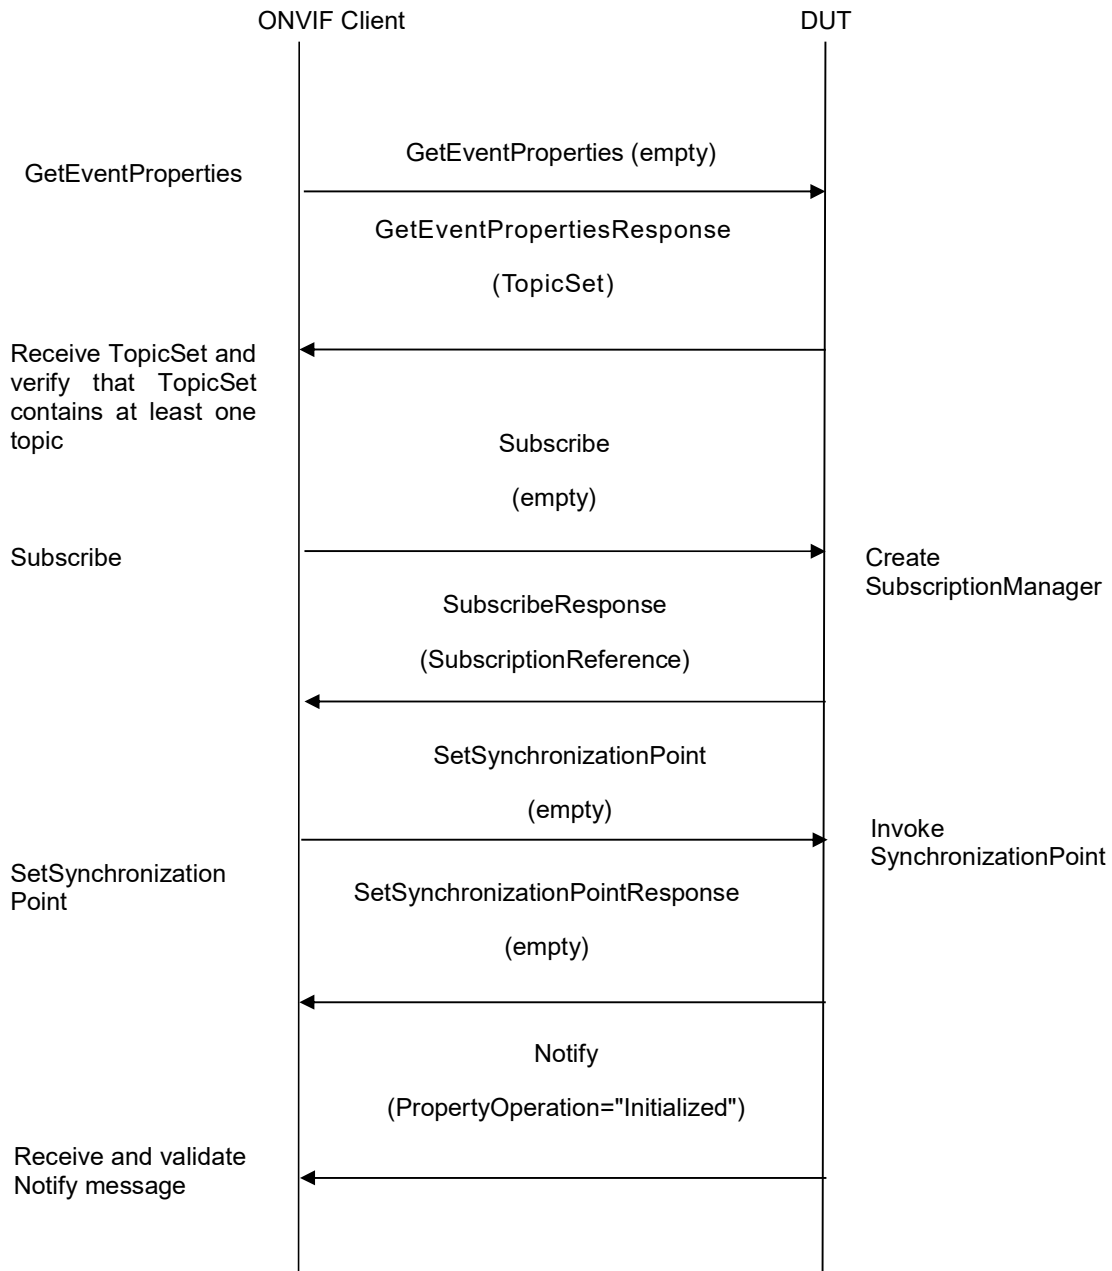 ONVIF Client
DUT
GetEventProperties (empty)
GetEventProperties
GetEventPropertiesResponse
(TopicSet)
Receive TopicSet and
verify that TopicSet
contains at least one
topic
Subscribe
(empty)
Subscribe
Create
SubscriptionManager
SubscribeResponse
(SubscriptionReference)
SetSynchronizationPoint
(empty)
Invoke
SynchronizationPoint
SetSynchronization
Point
SetSynchronizationPointResponse
(empty)
Notify
(PropertyOperation="Initialized")
Receive and validate
Notify message